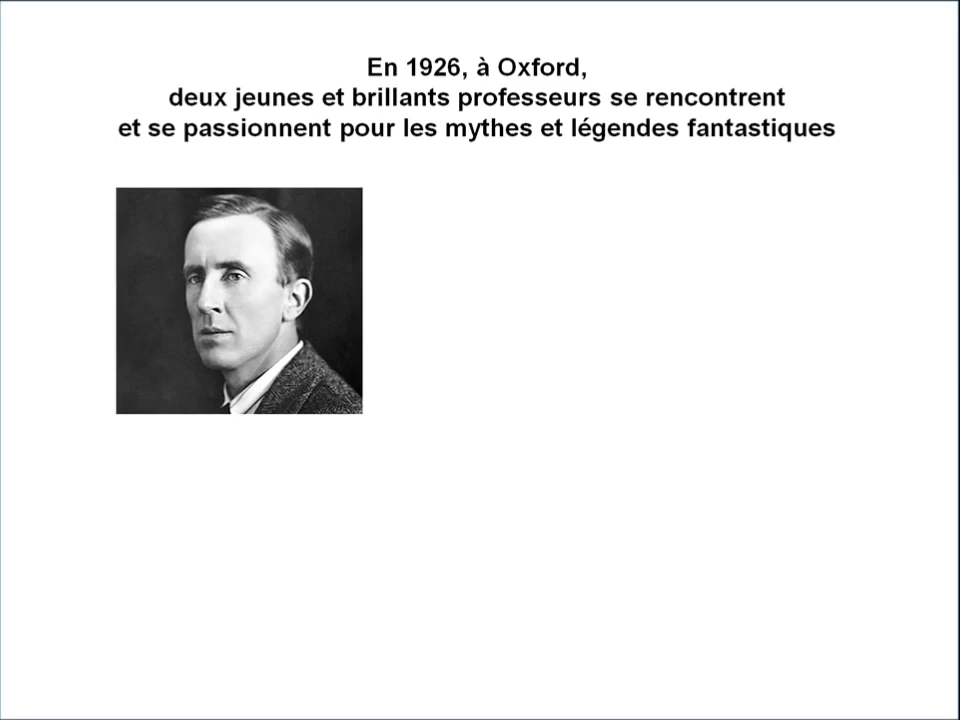 En 1926, à Oxford,
deux jeunes et brillants professeurs se rencontrent
et se passionnent pour les mythes et légendes fantastiques